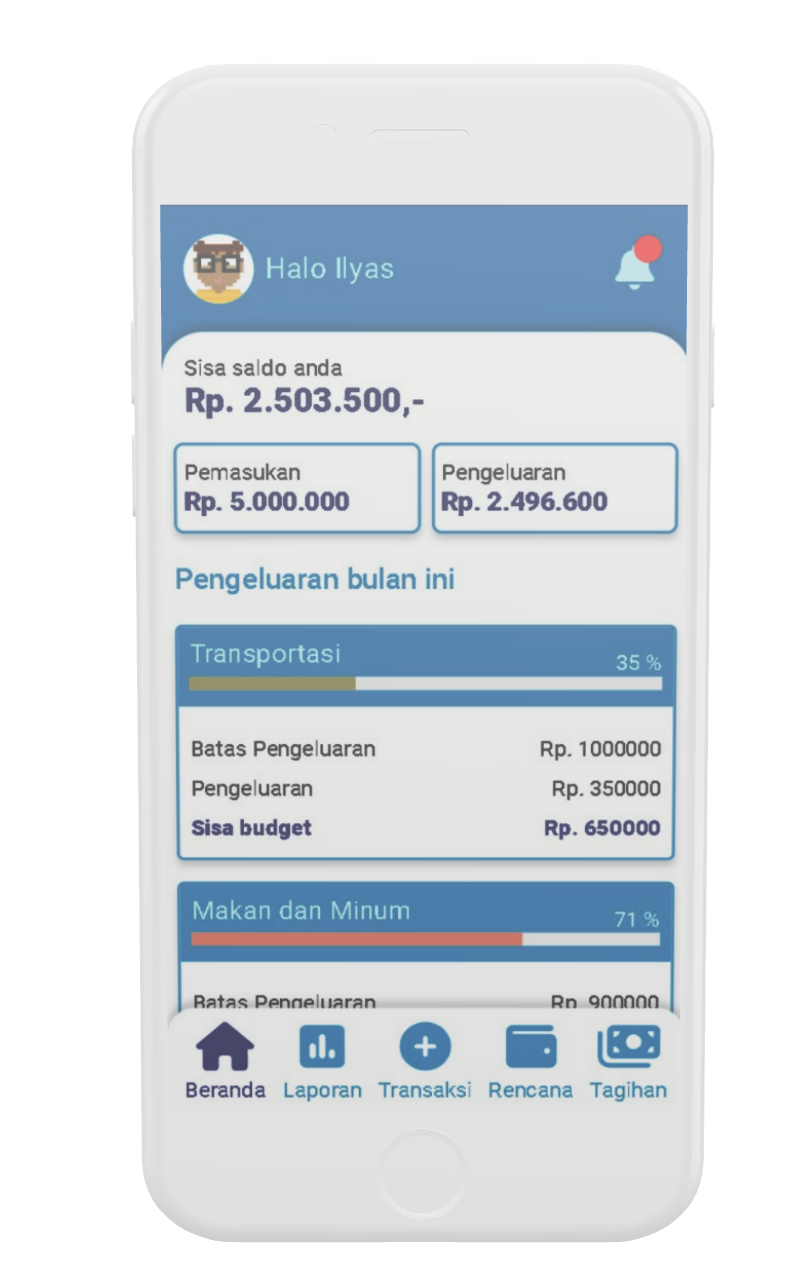 Halo Ilyas
Sisa saldo anda
Rp. 2.503.500,-
Pemasukan
Rp. 5.000.000
Pengeluaran
Rp. 2.496.600
Pengeluaran bulan ini
Transportasi
35 %
Batas Pengeluaran Rp. 1000000
Pengeluaran Rp. 350000
Sisa budget Rp. 650000
Makan dan Minum
71 %
Batas Pengeluaran Rp. 900000
Beranda Laporan Transaksi Rencana Tagihan